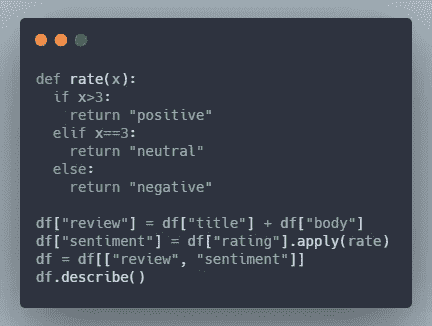 def rate(x):
  if x>3:
    return "positive"
  elif x==3:
    return "neutral"
  else:
    return "negative"

df["review"] = df["title"] + df["body"]
df["sentiment"] = df["rating"].apply(rate)
df = df[["review", "sentiment"]]
df.describe()